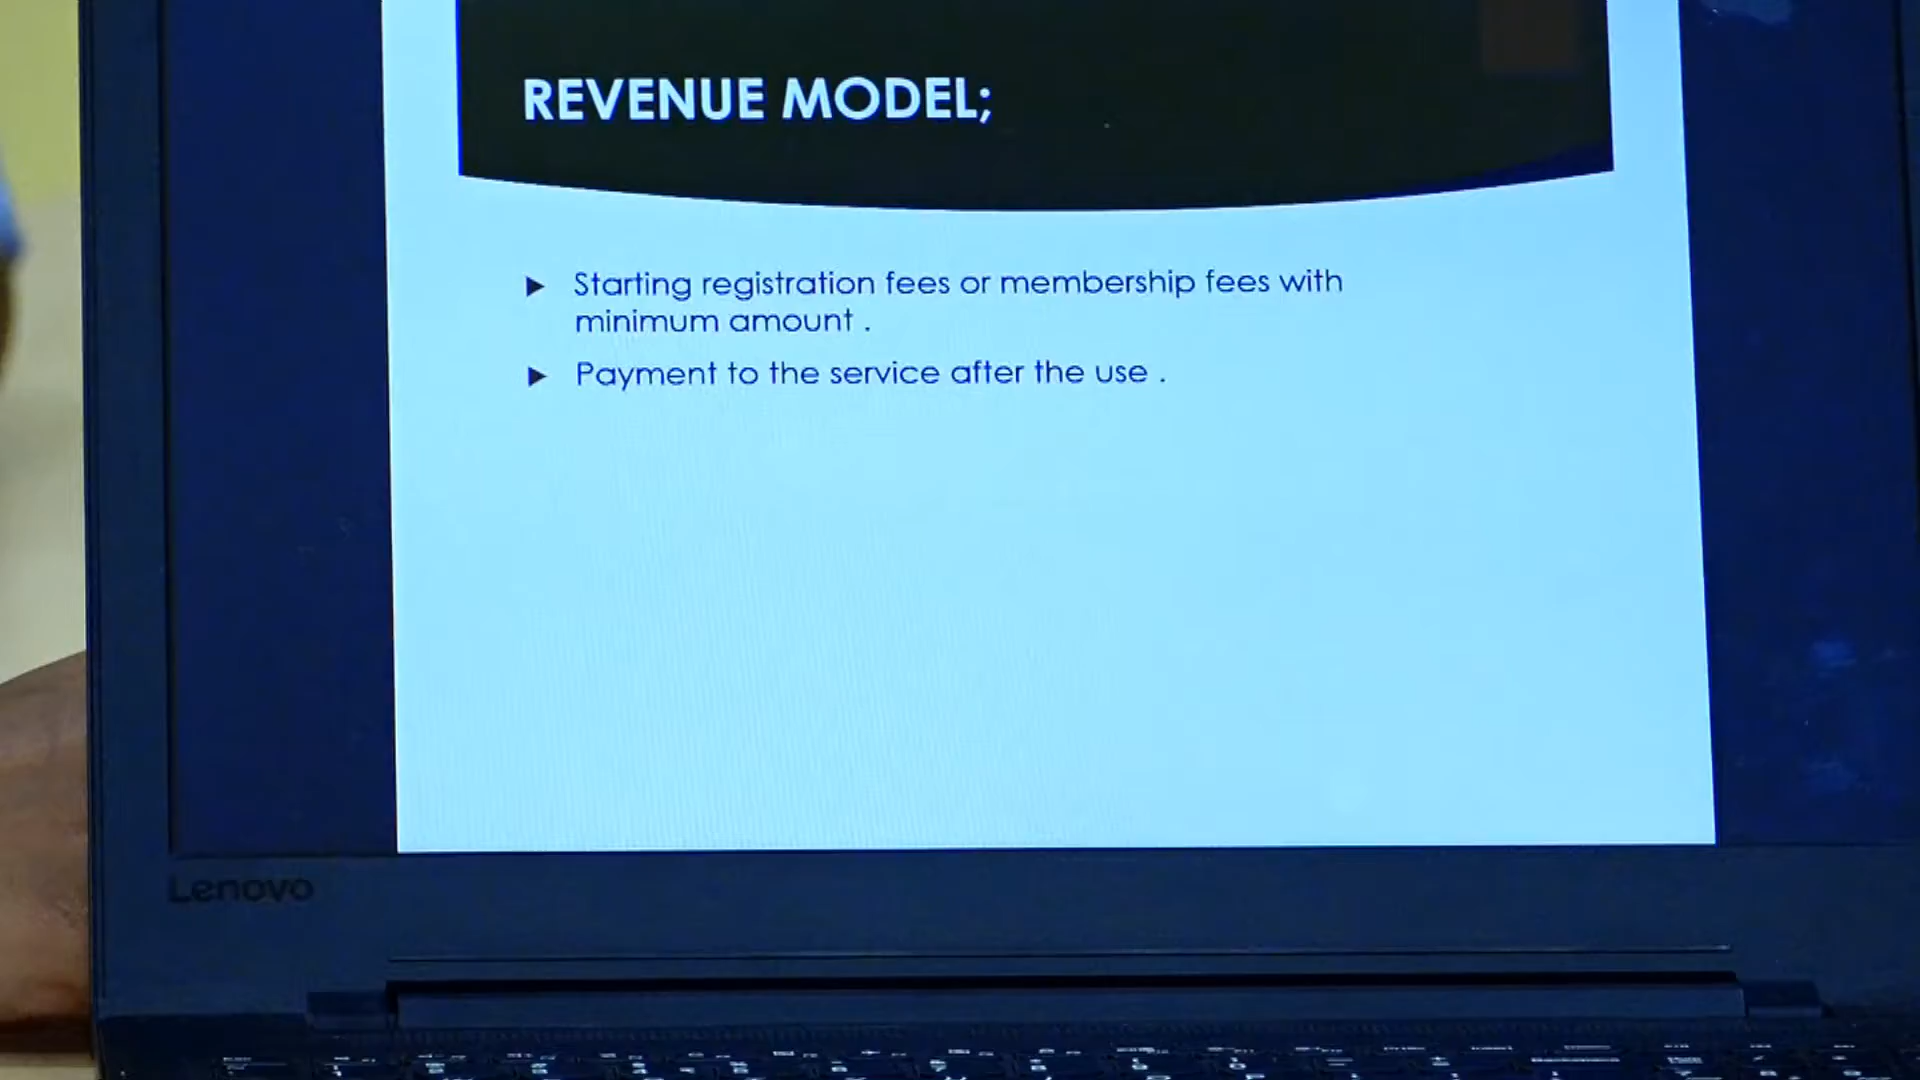 REVENUE MODEL;
Starting registration fees or membership fees with
minimum amount .
Payment to the service after the use .
Lenovo